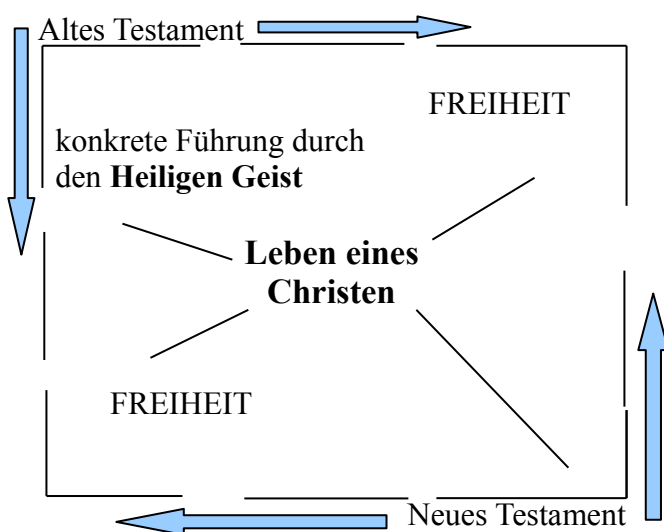 Altes Testament
FREIHEIT
konkrete Führung durch
den Heiligen Geist
Leben eines
Christen
FREIHEIT
Neues Testament